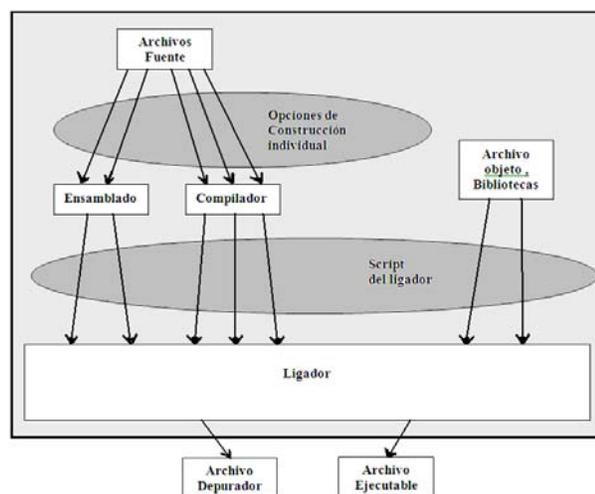 Archivos
Fuente
Opciones de
Construcción
individual
Archivo
objeto ,
Bibliotecas
Ensamblado
Compilador
Script
del ligador
Ligador
Archivo
Depurador
Archivo
Ejecutable